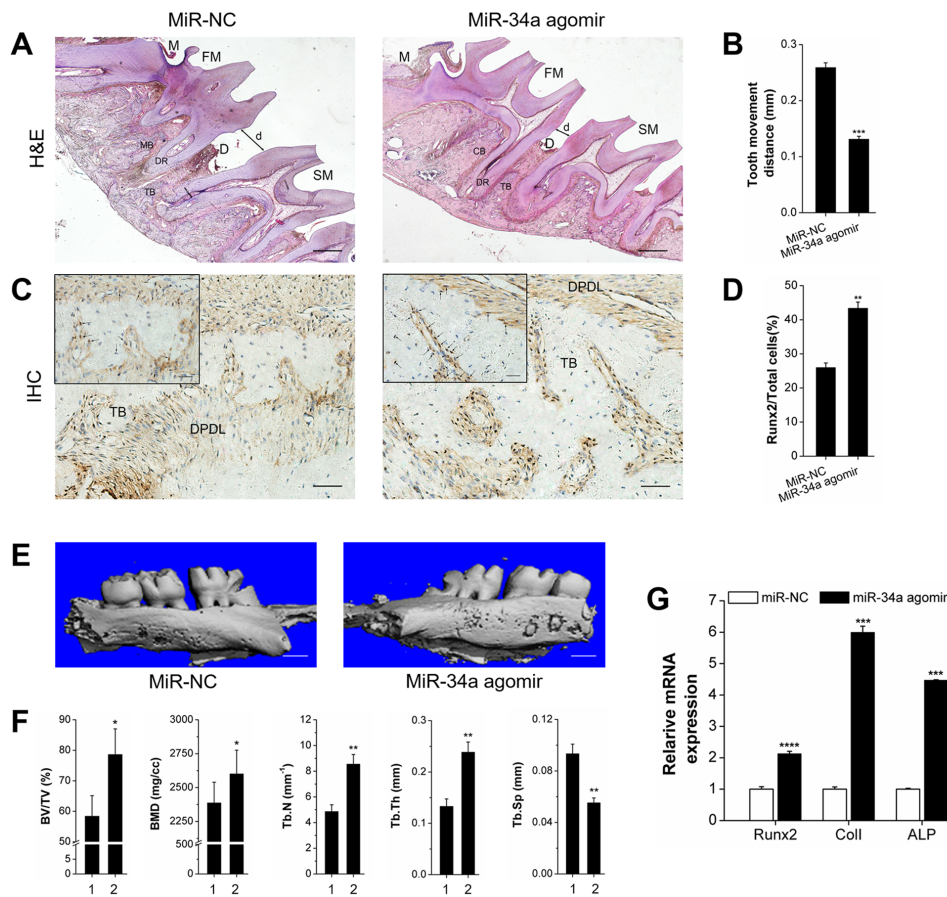 MiR-NC
MiR-34a agomir
A
H&E
M
FM
d
D
MB
DR
TB
SM
M
FM
d
D
SM
CB
DR
TB
B
Tooth movement
distance (mm)
0.3
0.2
0.1
0.0
***
MiR-NC
MiR-34a agomir
C
IHC
TB
DPDL
DPDL
TB
D
Runx2/Total cells(%)
50
40
30
20
10
0
**
MiR-NC
MiR-34a agomir
E
MiR-NC
MiR-34a agomir
F
BV/TV (%)
90
80
70
60
50
5
0
*
1 2
BMD (mg/cc)
3000
2750
2500
2250
500
0
*
1 2
Tb.N (mm⁻¹)
12
10
8
6
4
2
0
**
1 2
Tb.Th (mm)
0.3
0.2
0.1
0.0
**
1 2
Tb.Sp (mm)
0.12
0.08
0.04
0.00
**
1 2
G
miR-NC
miR-34a agomir
Relarive mRNA
expression
7
6
5
4
3
2
1
0
****
***
***
Runx2
ColI
ALP